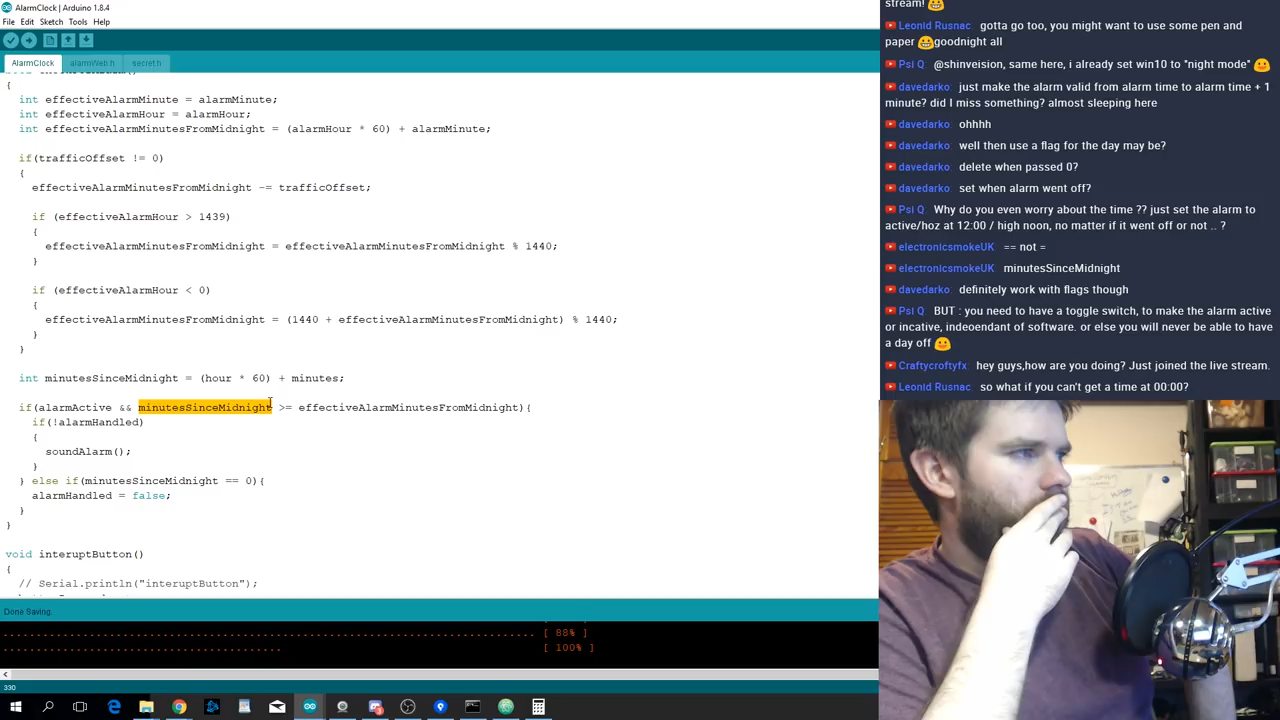 AlarmClock | Arduino 1.8.4
File Edit Sketch Tools Help
AlarmClock alarmWeb.h secret.h
{
int effectiveAlarmMinute = alarmMinute;
int effectiveAlarmHour = alarmHour;
int effectiveAlarmMinutesFromMidnight = (alarmHour * 60) + alarmMinute;
if(trafficOffset != 0)
{
effectiveAlarmMinutesFromMidnight -= trafficOffset;
if (effectiveAlarmHour > 1439)
{
effectiveAlarmMinutesFromMidnight = effectiveAlarmMinutesFromMidnight % 1440;
}
if (effectiveAlarmHour < 0)
{
effectiveAlarmMinutesFromMidnight = (1440 + effectiveAlarmMinutesFromMidnight) % 1440;
}
}
int minutesSinceMidnight = (hour * 60) + minutes;
if(alarmActive && minutesSinceMidnight >= effectiveAlarmMinutesFromMidnight){
if(!alarmHandled)
{
soundAlarm();
}
} else if(minutesSinceMidnight == 0){
alarmHandled = false;
}
}
void interuptButton()
{
// Serial.println("interuptButton");
Done Saving.
[ 88% ]
[ 100% ]
330
stream!
Leonid Rusnac gotta go too, you might want to use some pen and
paper goodnight all
Psi Q @shinveision, same here, i already set win10 to "night mode"
davedarko just make the alarm valid from alarm time to alarm time + 1
minute? did I miss something? almost sleeping here
davedarko ohhhh
davedarko well then use a flag for the day may be?
davedarko delete when passed 0?
davedarko set when alarm went off?
Psi Q Why do you even worry about the time ?? just set the alarm to
active/hoz at 12:00 / high noon, no matter if it went off or not .. ?
electronicsmokeUK == not =
electronicsmokeUK minutesSinceMidnight
davedarko definitely work with flags though
Psi Q BUT : you need to have a toggle switch, to make the alarm active
or incative, indeoendant of software. or else you will never be able to have
a day off
Craftycroftyfx hey guys,how are you doing? Just joined the live stream.
Leonid Rusnac so what if you can't get a time at 00:00?